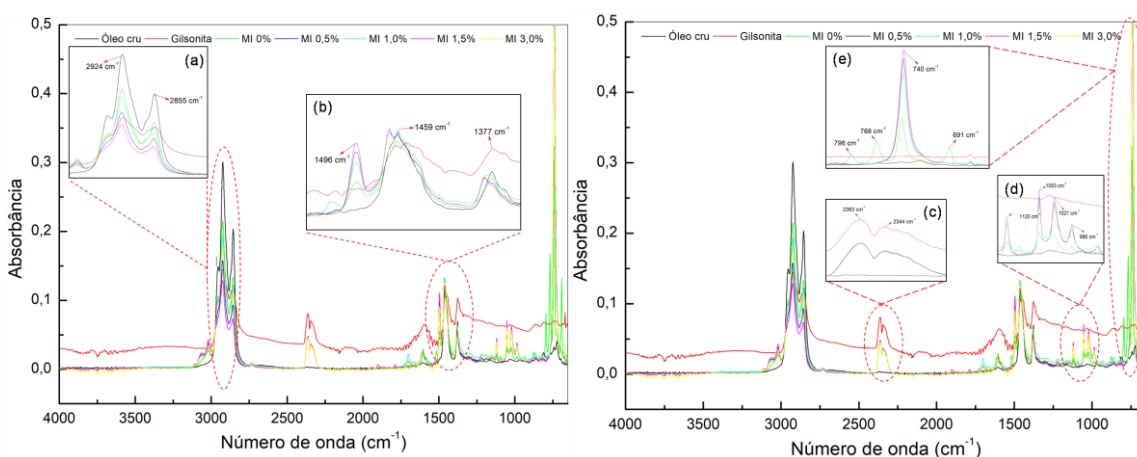 0,5
Óleo cru Gilsonita MI 0% MI 0,5% MI 1,0% MI 1,5% MI 3,0%
(a)
2924 cm⁻¹
2855 cm⁻¹
(b)
1496 cm⁻¹
1459 cm⁻¹
1377 cm⁻¹
0,4
0,3
0,2
0,1
0,0
Absorbância
4000 3500 3000 2500 2000 1500 1000
Número de onda (cm⁻¹)
0,5
Óleo cru Gilsonita MI 0% MI 0,5% MI 1,0% MI 1,5% MI 3,0%
(e)
740 cm⁻¹
768 cm⁻¹
796 cm⁻¹
691 cm⁻¹
(c)
2363 cm⁻¹
2344 cm⁻¹
(d)
1053 cm⁻¹
1120 cm⁻¹
1021 cm⁻¹
0,4
0,3
0,2
0,1
0,0
Absorbância
4000 3500 3000 2500 2000 1500 1000
Número de onda (cm⁻¹)